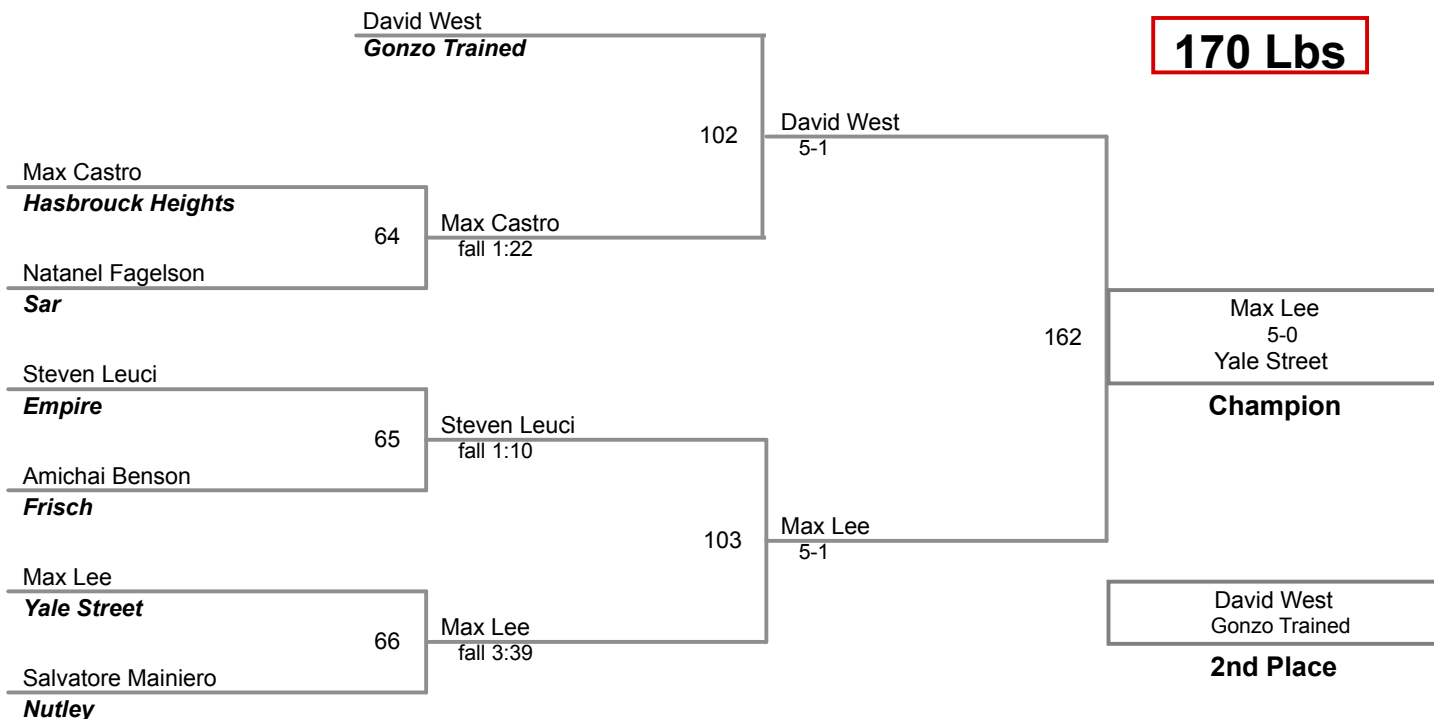 David West
Gonzo Trained
170 Lbs
102
David West
5-1
Max Castro
Hasbrouck Heights
64
Max Castro
fall 1:22
Natanel Fagelson
Sar
162
Max Lee
5-0
Yale Street
Champion
Steven Leuci
Empire
65
Steven Leuci
fall 1:10
Amichai Benson
Frisch
103
Max Lee
5-1
Max Lee
Yale Street
66
Max Lee
fall 3:39
Salvatore Mainiero
Nutley
David West
Gonzo Trained
2nd Place